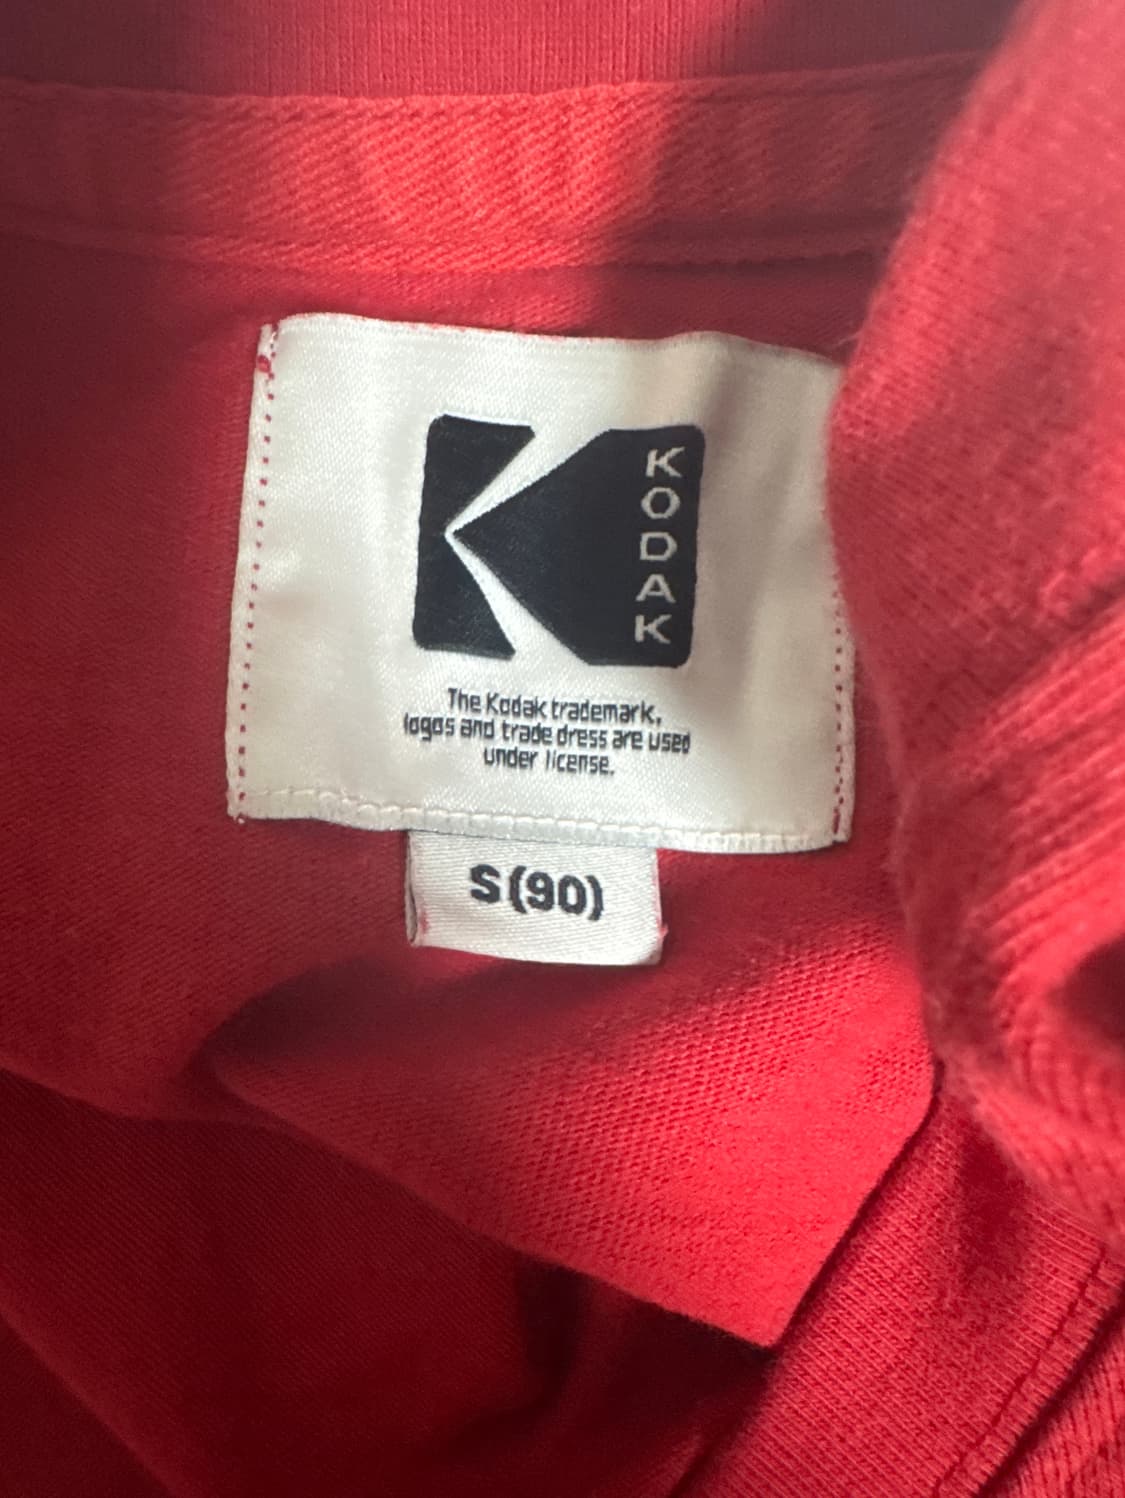 KODAK
The Kodak trademark,
logos and trade dress are used
under license.
S(90)